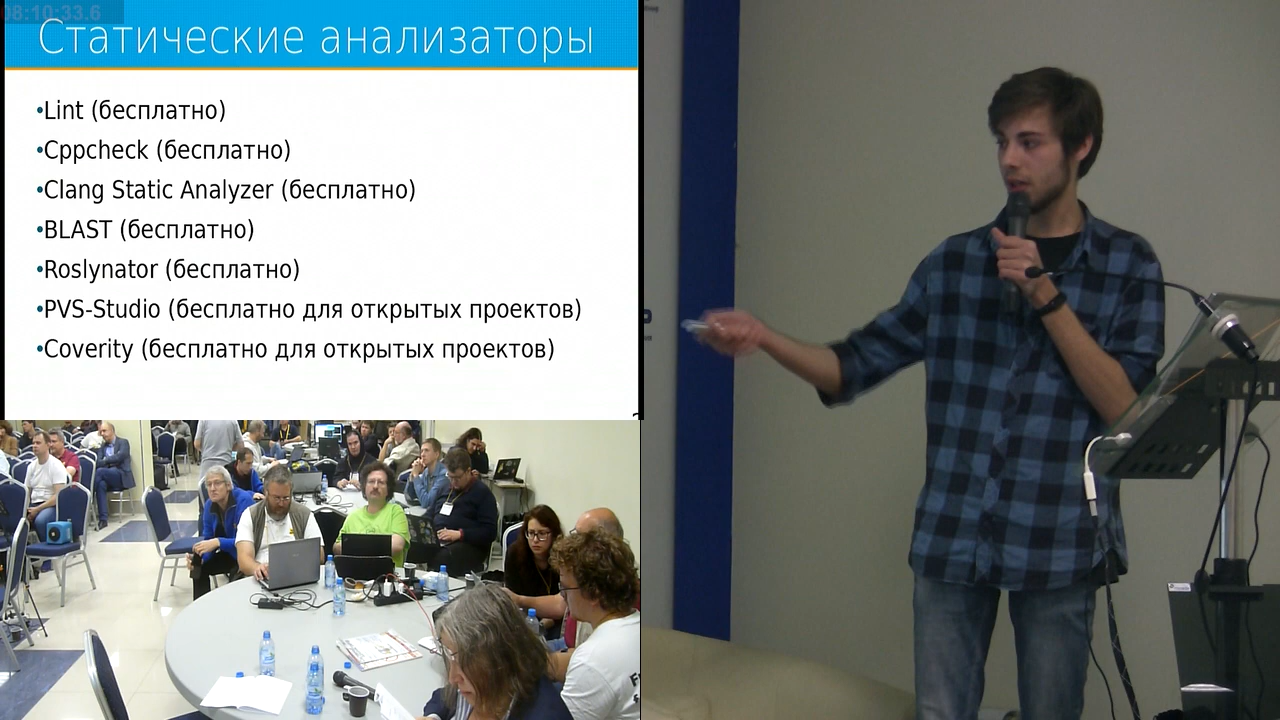 08:10:33.6
Статические анализаторы
•Lint (бесплатно)
•Cppcheck (бесплатно)
•Clang Static Analyzer (бесплатно)
•BLAST (бесплатно)
•Roslynator (бесплатно)
•PVS-Studio (бесплатно для открытых проектов)
•Coverity (бесплатно для открытых проектов)